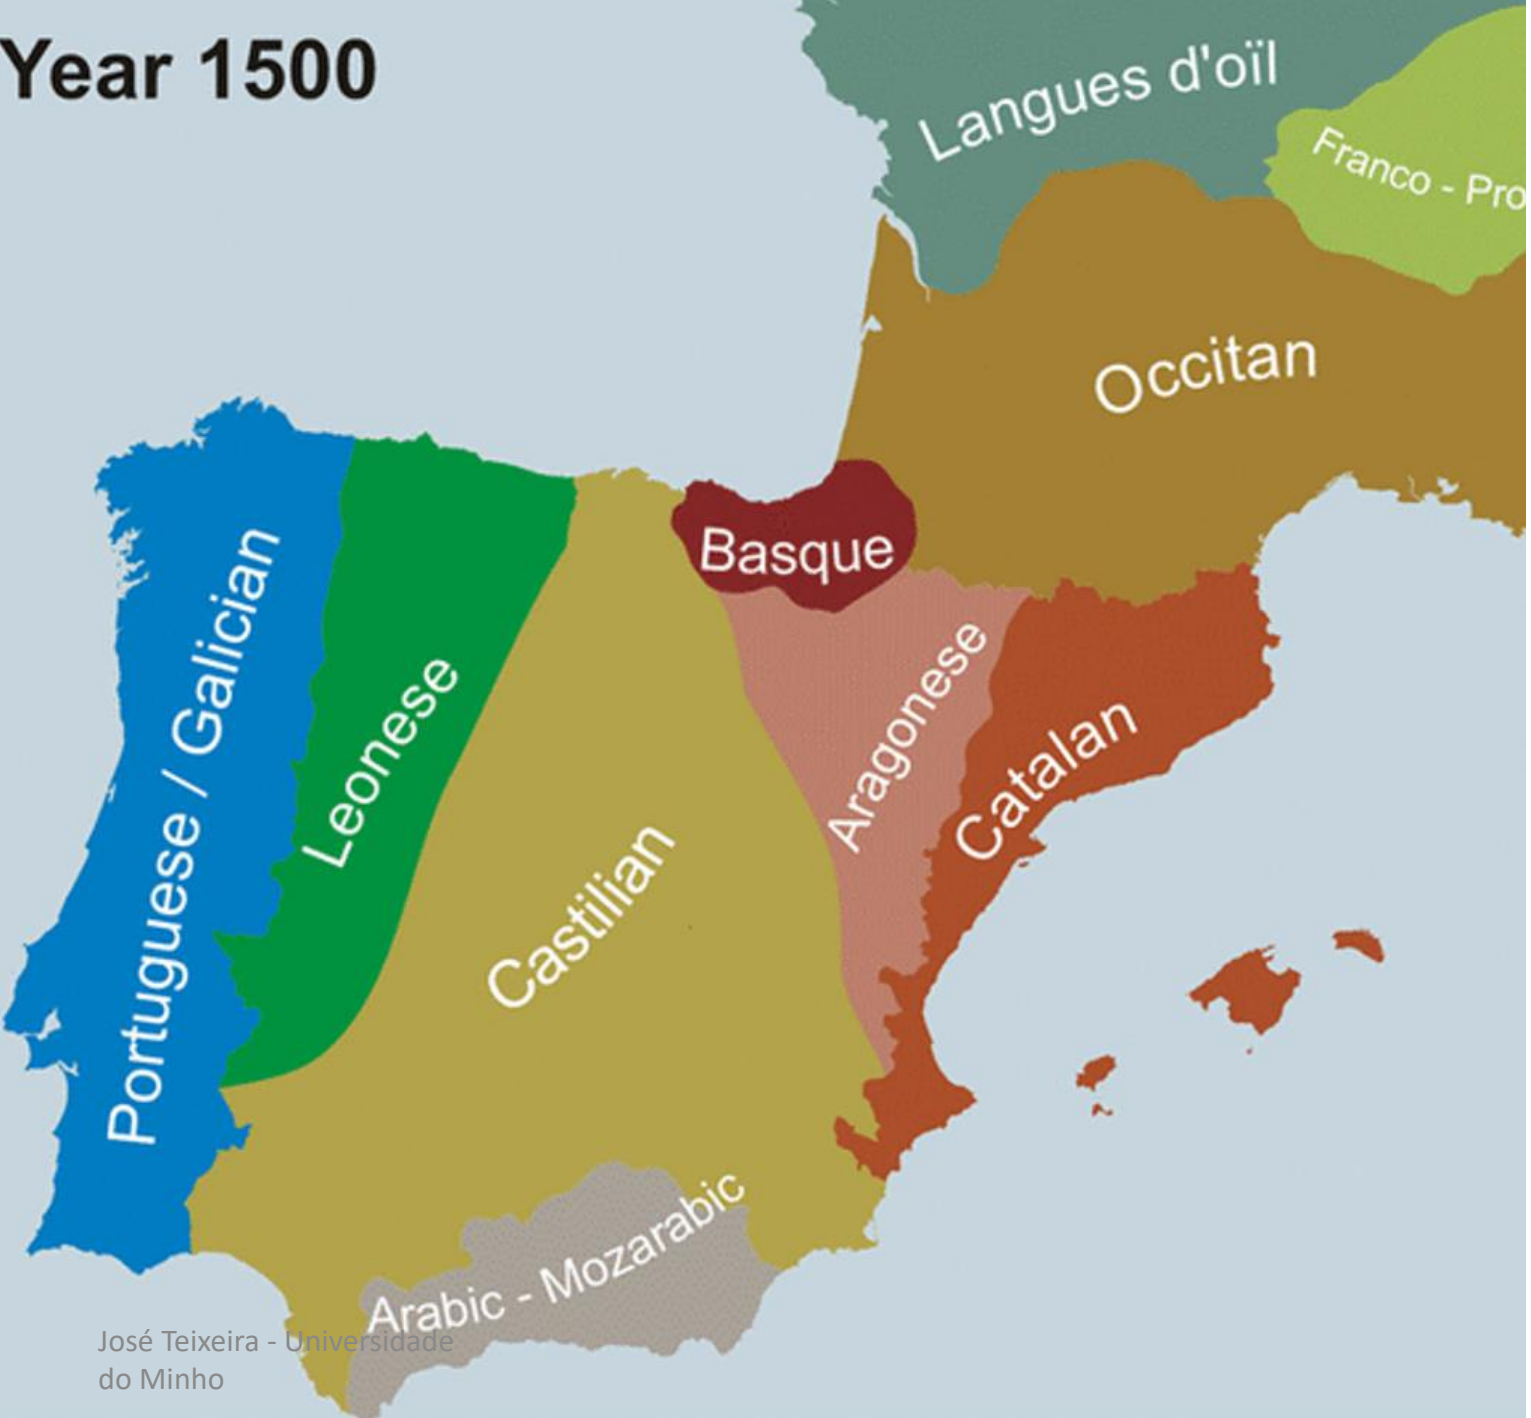 Year 1500
Langues d'oïl
Franco - Pro
Occitan
Basque
Portuguese / Galician
Leonese
Castilian
Aragonese
Catalan
Arabic - Mozarabic
José Teixeira - Universidade
do Minho